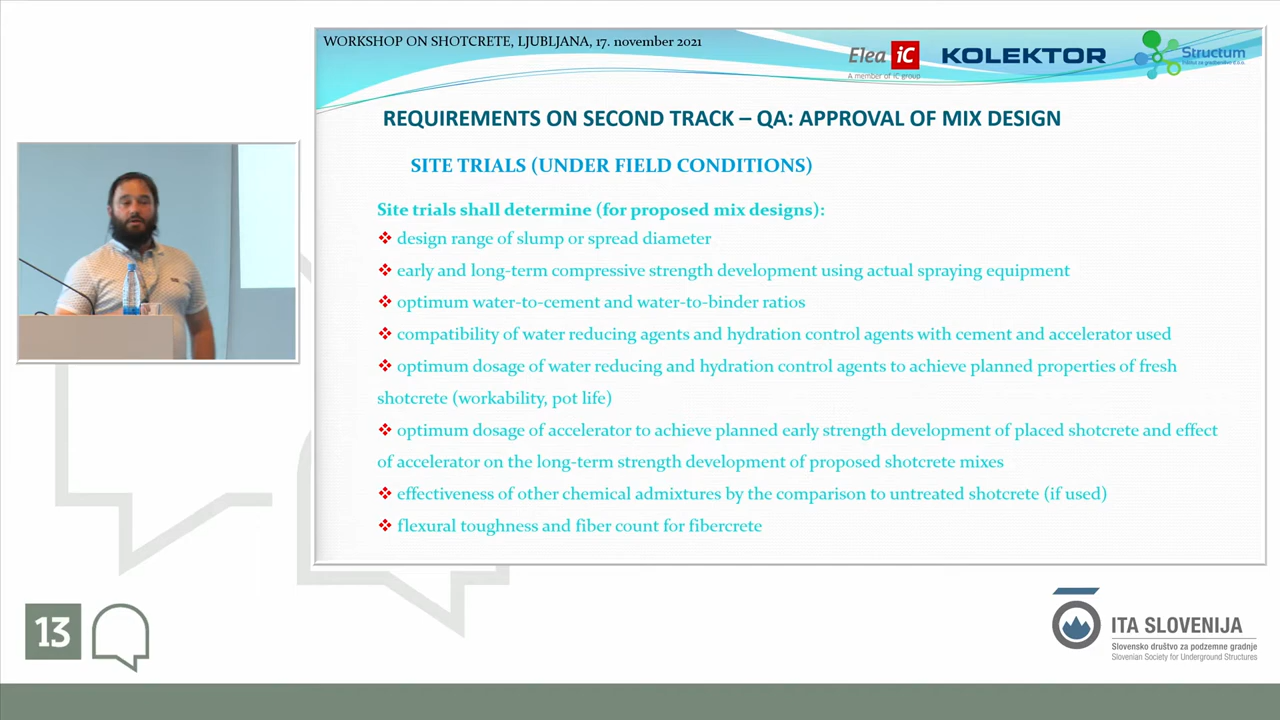 WORKSHOP ON SHOTCRETE, LJUBLJANA, 17. november 2021
Elea iC
A member of iC group
KOLEKTOR
Structum
REQUIREMENTS ON SECOND TRACK – QA: APPROVAL OF MIX DESIGN
SITE TRIALS (UNDER FIELD CONDITIONS)
Site trials shall determine (for proposed mix designs):
❖ design range of slump or spread diameter
❖ early and long-term compressive strength development using actual spraying equipment
❖ optimum water-to-cement and water-to-binder ratios
❖ compatibility of water reducing agents and hydration control agents with cement and accelerator used
❖ optimum dosage of water reducing and hydration control agents to achieve planned properties of fresh
shotcrete (workability, pot life)
❖ optimum dosage of accelerator to achieve planned early strength development of placed shotcrete and effect
of accelerator on the long-term strength development of proposed shotcrete mixes
❖ effectiveness of other chemical admixtures by the comparison to untreated shotcrete (if used)
❖ flexural toughness and fiber count for fibercrete
13
ITA SLOVENIJA
Slovensko društvo za podzemne gradnje
Slovenian Society for Underground Structures